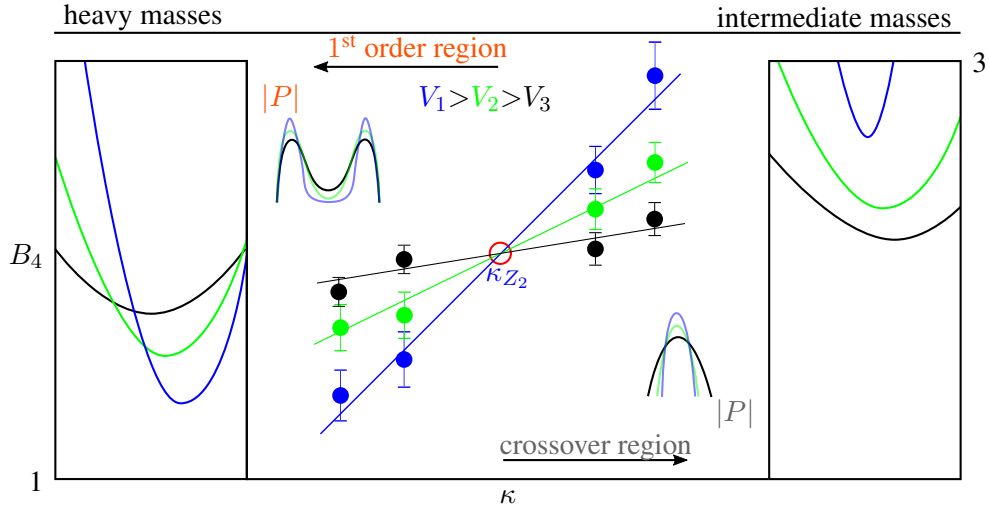 heavy masses
intermediate masses
1st order region
3
|P|
V1>V2>V3
B4
κZ2
|P|
crossover region
1
κ